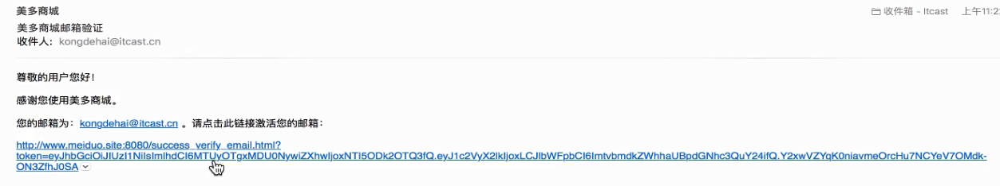 美多商城
收件箱 - Itcast 上午11:2
美多商城邮箱验证
收件人： kongdehai@itcast.cn
尊敬的用户您好！
感谢您使用美多商城。
您的邮箱为： kongdehai@itcast.cn 。请点击此链接激活您的邮箱：
http://www.meiduo.site:8080/success_verify_email.html?
token=eyJhbGciOiJIUzI1NiIsImlhdCI6MTUyOTgxMDU0NywiZXhwIjoxNTI5ODk2OTQ3fQ.eyJ1c2VyX2lkIjoxLCJlbWFpbCI6ImtvbmdkZWhhaUBpdGNhc3QuY24ifQ.Y2xwVZYqK0niavmeOrcHu7NCYeV7OMdk-
ON3ZfhJ0SA